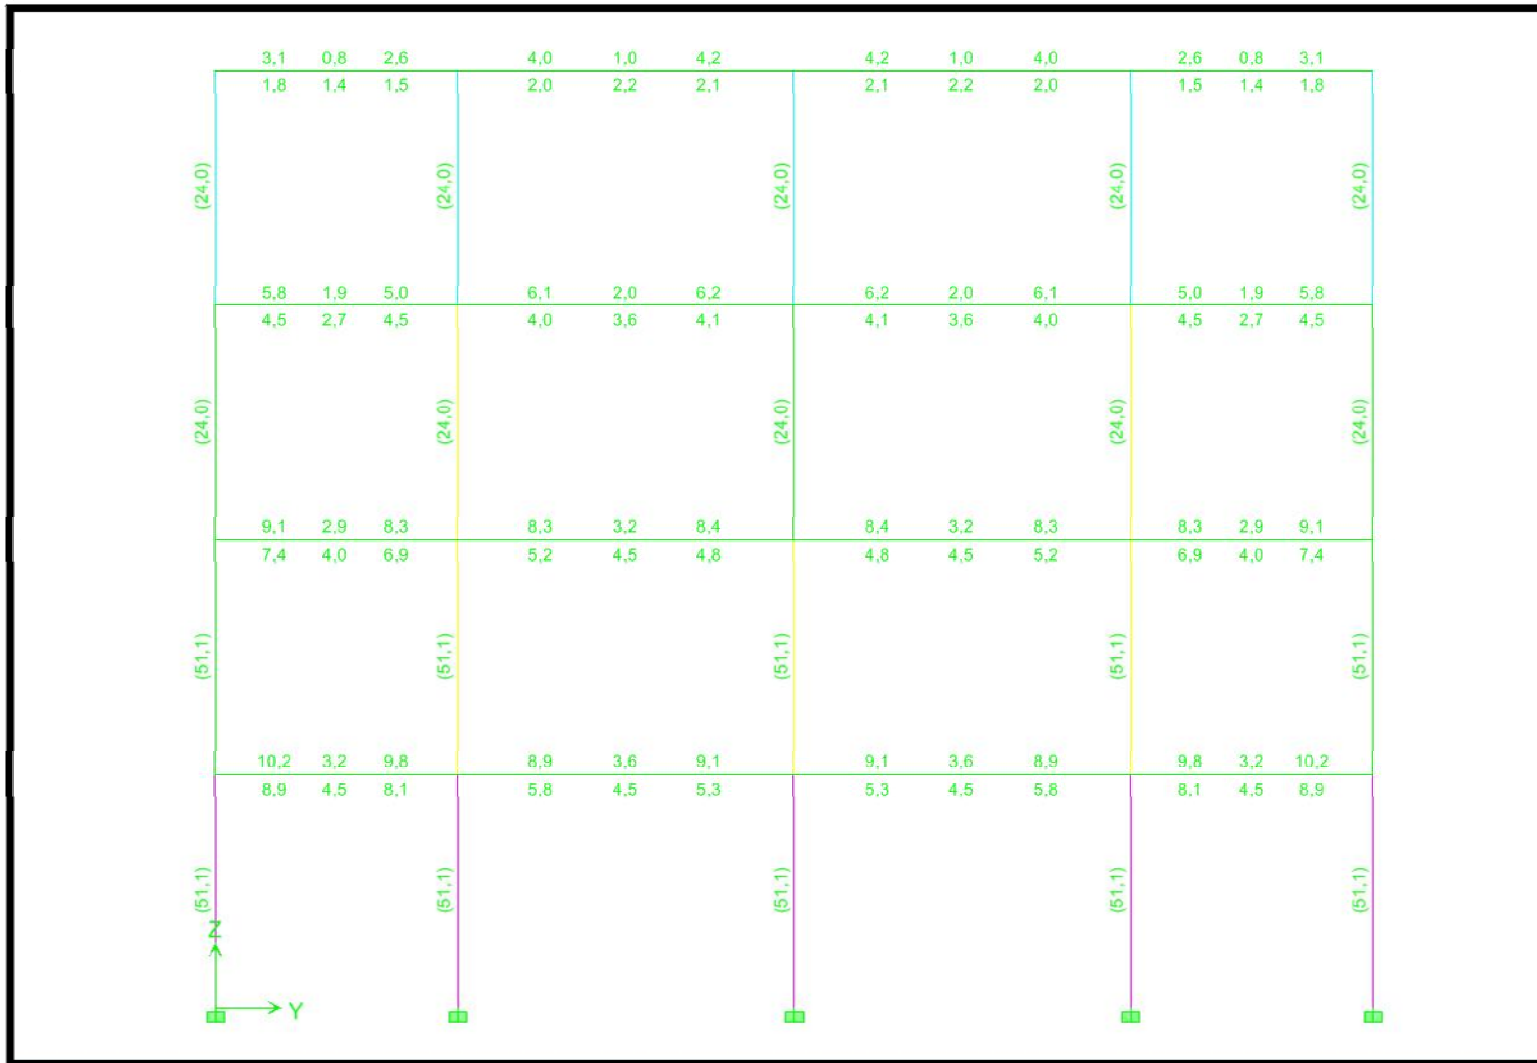 3,1 0,8 2,6 4,0 1,0 4,2 4,2 1,0 4,0 2,6 0,8 3,1
1,8 1,4 1,5 2,0 2,2 2,1 2,1 2,2 2,0 1,5 1,4 1,8
(24,0) (24,0) (24,0) (24,0) (24,0)
5,8 1,9 5,0 6,1 2,0 6,2 6,2 2,0 6,1 5,0 1,9 5,8
4,5 2,7 4,5 4,0 3,6 4,1 4,1 3,6 4,0 4,5 2,7 4,5
(24,0) (24,0) (24,0) (24,0) (24,0)
9,1 2,9 8,3 8,3 3,2 8,4 8,4 3,2 8,3 8,3 2,9 9,1
7,4 4,0 6,9 5,2 4,5 4,8 4,8 4,5 5,2 6,9 4,0 7,4
(51,1) (51,1) (51,1) (51,1) (51,1)
10,2 3,2 9,8 8,9 3,6 9,1 9,1 3,6 8,9 9,8 3,2 10,2
8,9 4,5 8,1 5,8 4,5 5,3 5,3 4,5 5,8 8,1 4,5 8,9
(51,1) (51,1) (51,1) (51,1) (51,1)
Z
Y